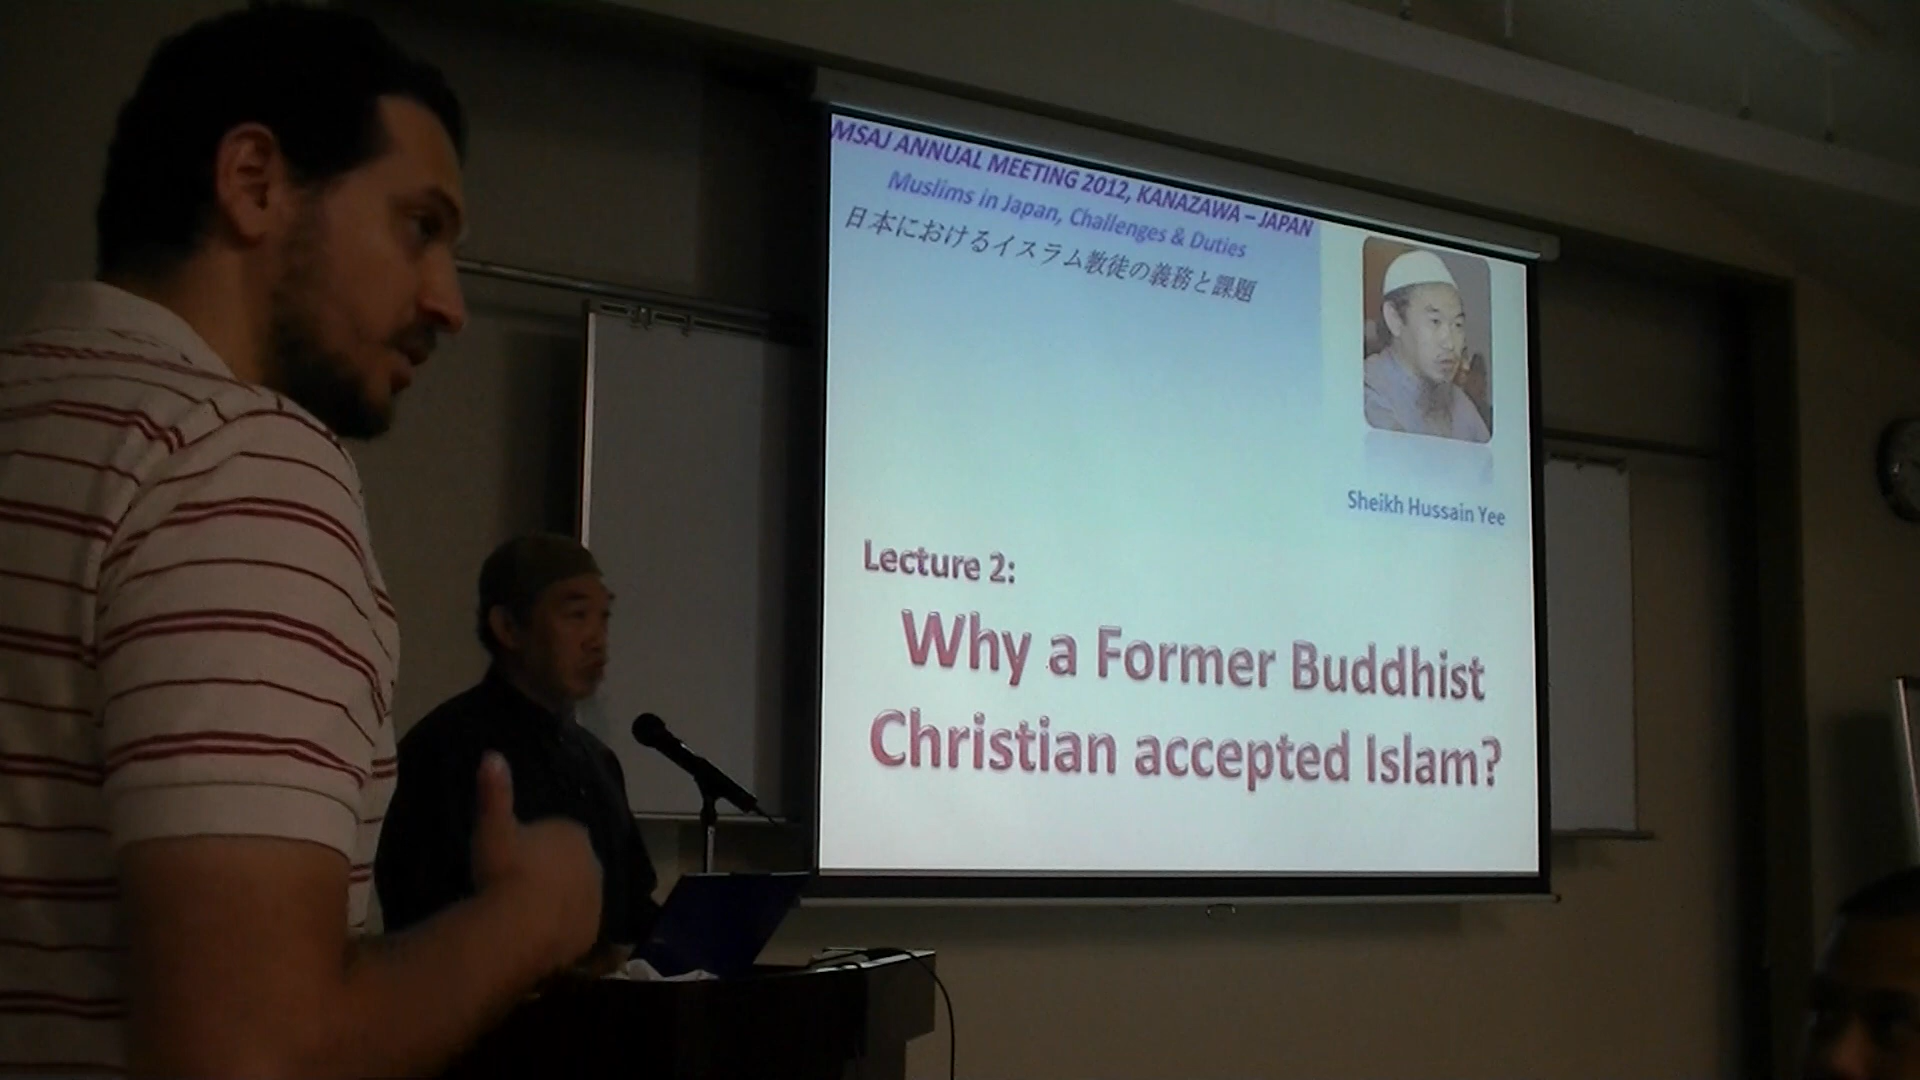 MSAJ ANNUAL MEETING 2012, KANAZAWA – JAPAN
Muslims in Japan, Challenges & Duties
日本におけるイスラム教徒の義務と課題
Sheikh Hussain Yee
Lecture 2:
Why a Former Buddhist
Christian accepted Islam?